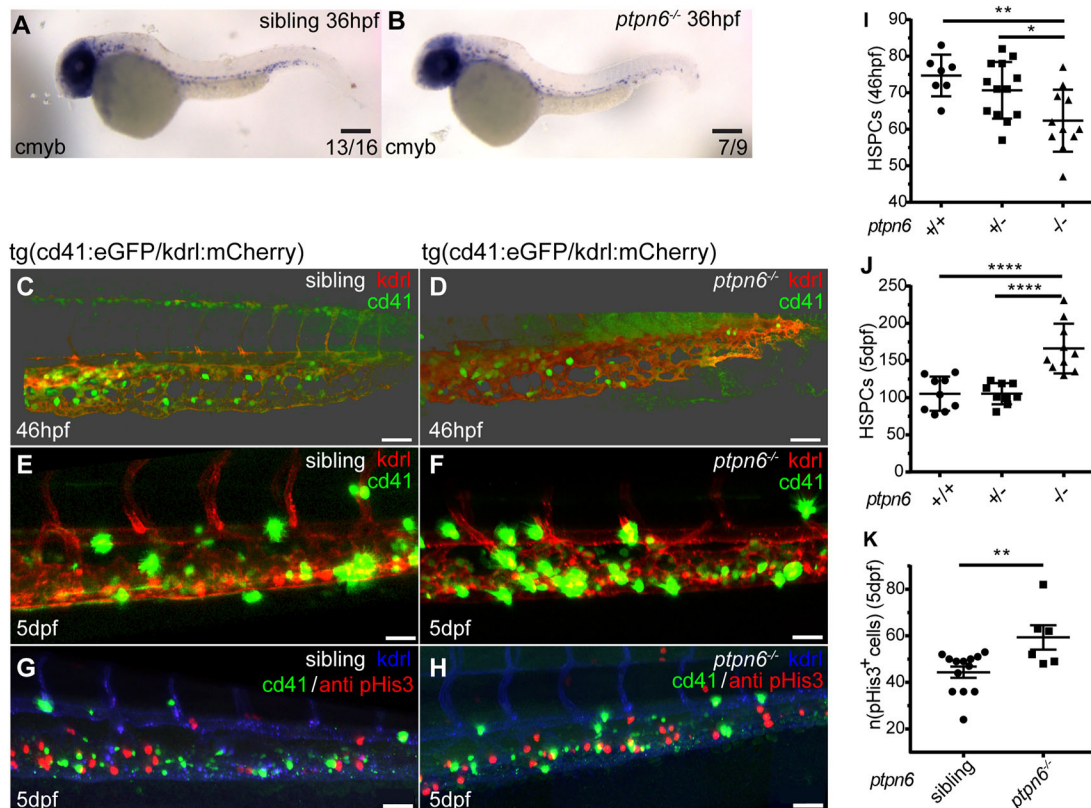 A sibling 36hpf
cmyb 13/16
B ptpn6-/- 36hpf
cmyb 7/9
tg(cd41:eGFP/kdrl:mCherry)
C sibling kdrl
cd41
46hpf
tg(cd41:eGFP/kdrl:mCherry)
D ptpn6-/- kdrl
cd41
46hpf
E sibling kdrl
cd41
5dpf
F ptpn6-/- kdrl
cd41
5dpf
G sibling kdrl
cd41/anti pHis3
5dpf
H ptpn6-/- kdrl
cd41/anti pHis3
5dpf
I
**
*
90
80
70
60
50
40
HSPCs (46hpf)
ptpn6 +/+ +/- -/-
J
****
****
250
200
150
100
50
0
HSPCs (5dpf)
ptpn6 +/+ +/- -/-
K
**
80
60
40
20
n(pHis3+ cells) (5dpf)
ptpn6 sibling ptpn6-/-